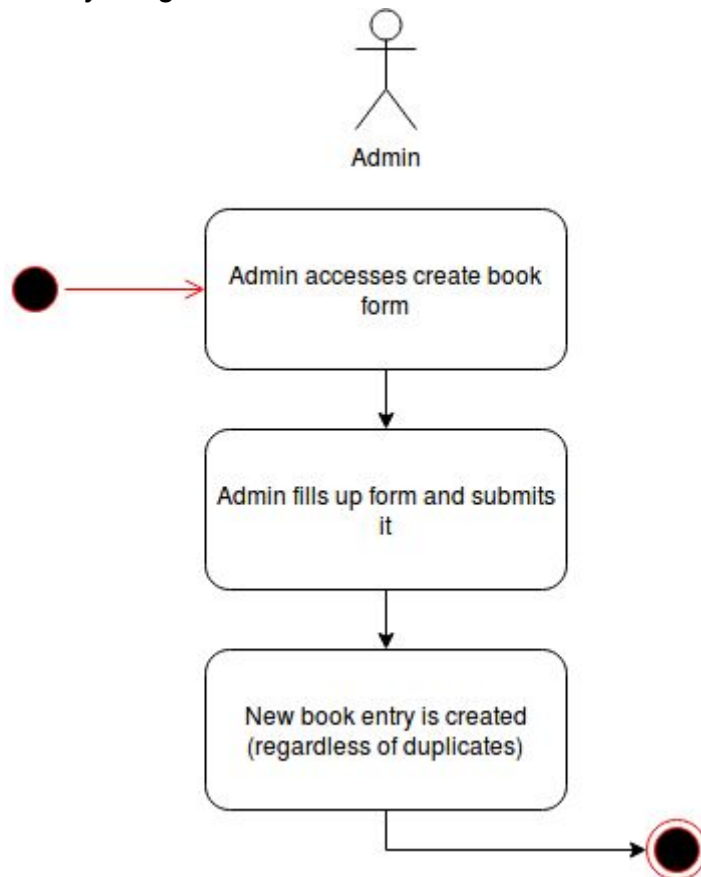 Admin
Admin accesses create book
form
Admin fills up form and submits
it
New book entry is created
(regardless of duplicates)